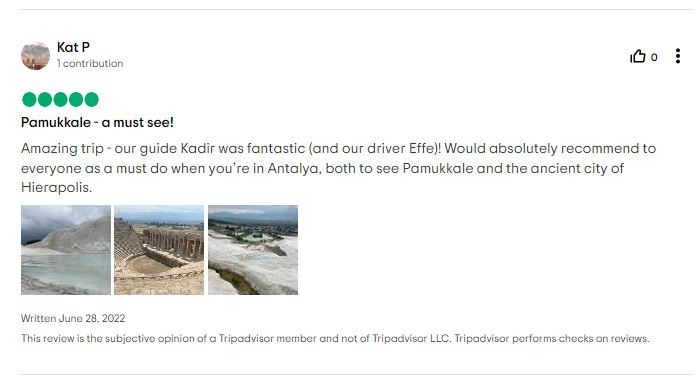 Kat P
1 contribution
0
Pamukkale - a must see!
Amazing trip - our guide Kadir was fantastic (and our driver Effe)! Would absolutely recommend to
everyone as a must do when you're in Antalya, both to see Pamukkale and the ancient city of
Hierapolis.
Written June 28, 2022
This review is the subjective opinion of a Tripadvisor member and not of Tripadvisor LLC. Tripadvisor performs checks on reviews.